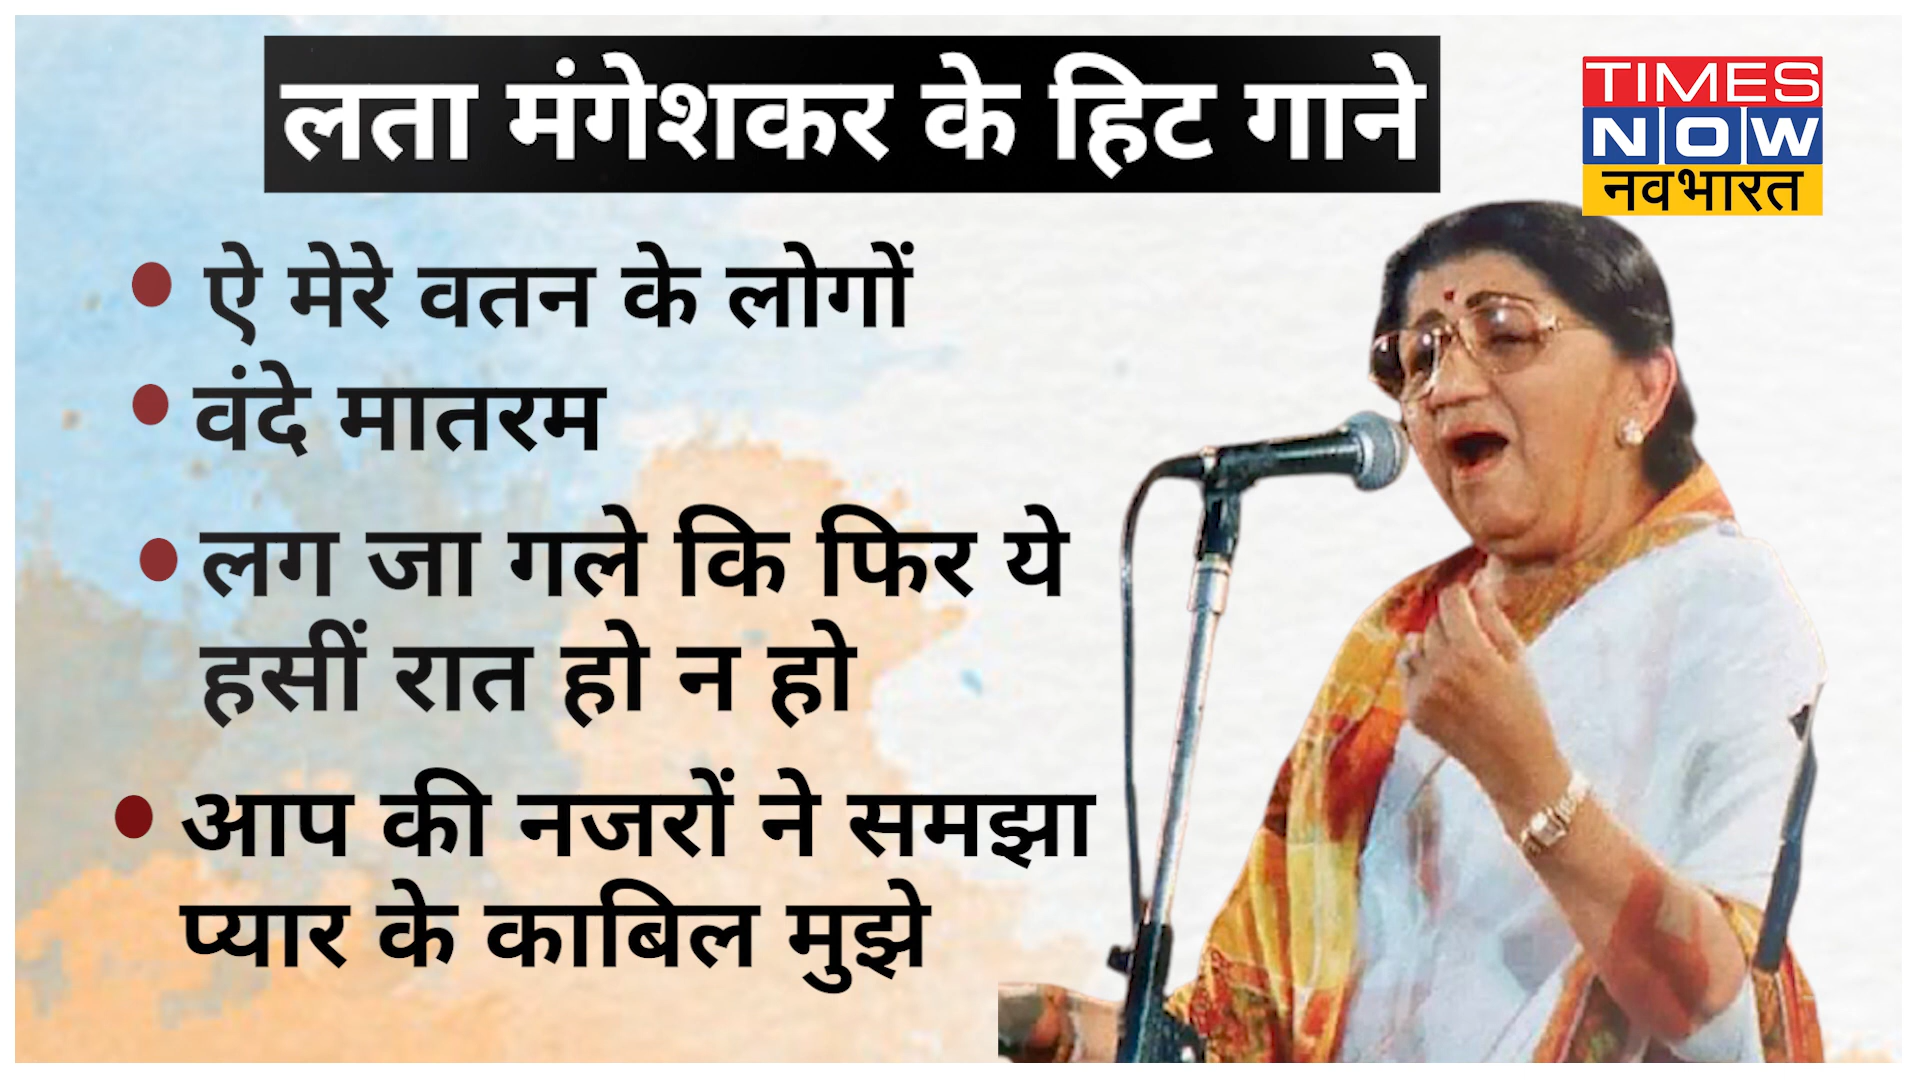 लता मंगेशकर के हिट गाने
TIMES
NOW
नवभारत
• ऐ मेरे वतन के लोगों
• वंदे मातरम
• लग जा गले कि फिर ये
हसीं रात हो न हो
• आप की नजरों ने समझा
प्यार के काबिल मुझे